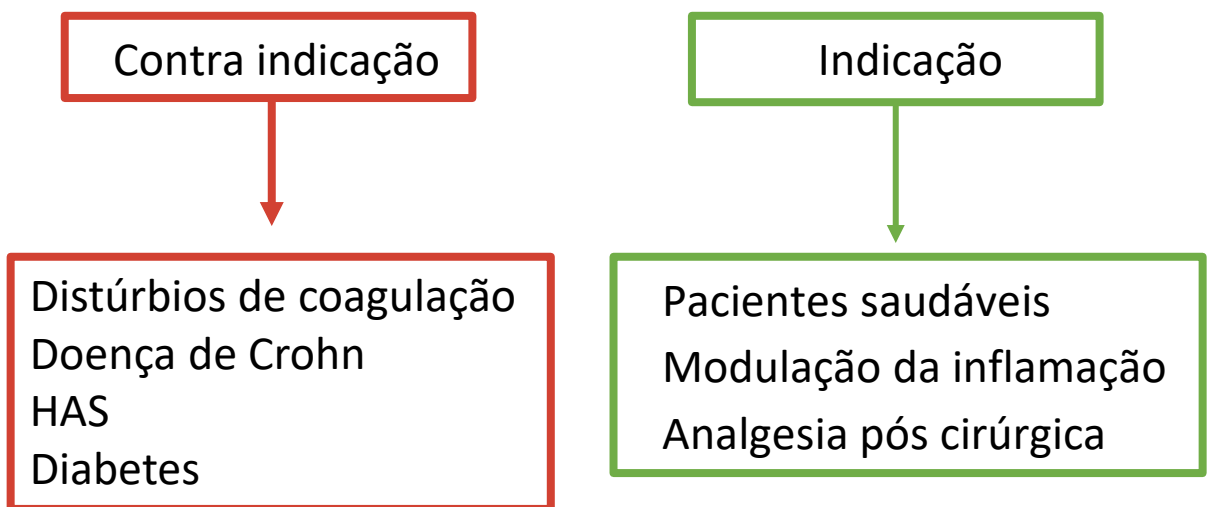 Contra indicação
Indicação
Distúrbios de coagulação
Doença de Crohn
HAS
Diabetes
Pacientes saudáveis
Modulação da inflamação
Analgesia pós cirúrgica